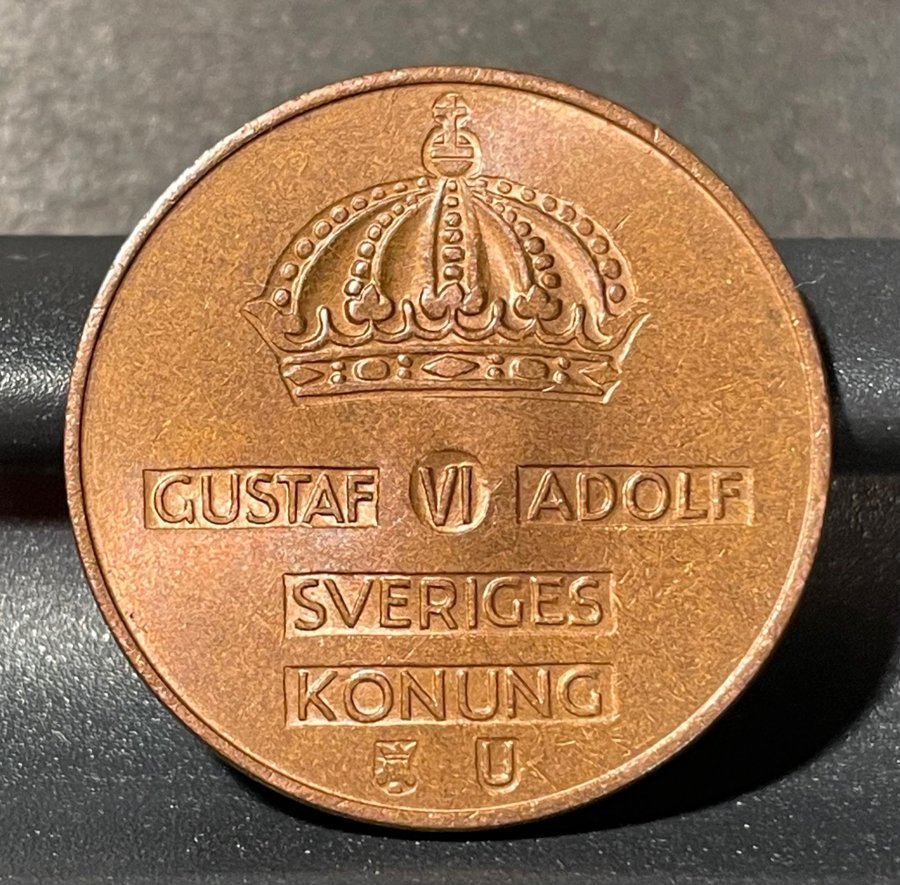 GUSTAF VI ADOLF
SVERIGES
KONUNG
U